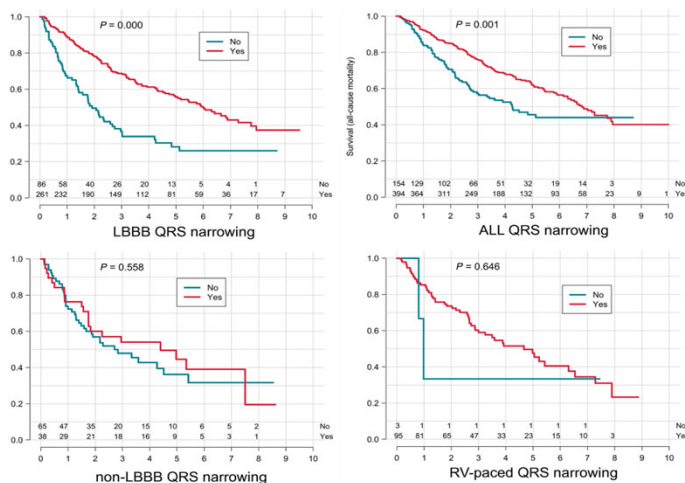 P = 0.000
No
Yes
1.0
0.8
0.6
0.4
0.2
0.0
86 58 40 26 20 13 5 4 1 No
261 232 190 149 112 81 59 36 17 7 Yes
0 1 2 3 4 5 6 7 8 9 10
LBBB QRS narrowing
Survival (all-cause mortality)
P = 0.001
No
Yes
1.0
0.8
0.6
0.4
0.2
0.0
154 129 102 66 51 32 19 14 3 No
394 364 311 249 188 132 93 58 23 9 1 Yes
0 1 2 3 4 5 6 7 8 9 10
ALL QRS narrowing
P = 0.558
No
Yes
1.0
0.8
0.6
0.4
0.2
0.0
65 47 35 20 15 10 6 5 2 No
38 29 21 18 16 9 5 3 1 Yes
0 1 2 3 4 5 6 7 8 9 10
non-LBBB QRS narrowing
P = 0.646
No
Yes
1.0
0.8
0.6
0.4
0.2
0.0
3 1 1 1 1 1 1 1 No
95 81 65 47 33 23 15 10 3 Yes
0 1 2 3 4 5 6 7 8 9 10
RV-paced QRS narrowing